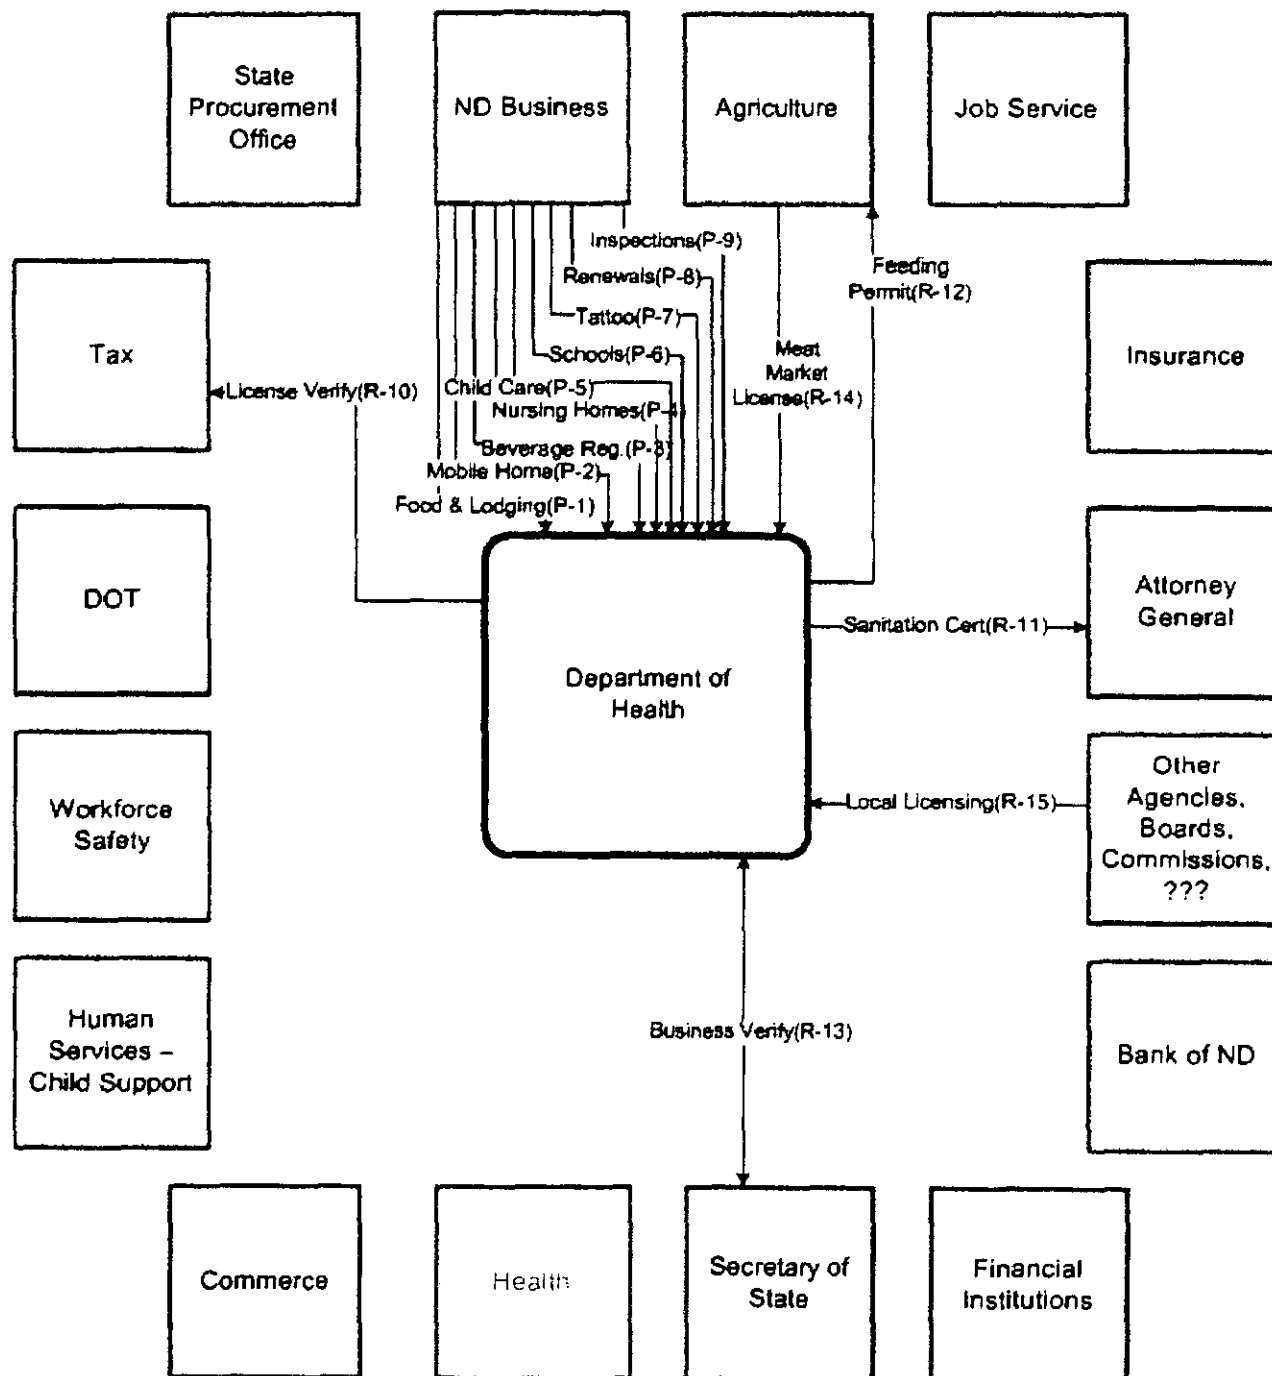 State
Procurement
Office
ND Business
Agriculture
Job Service
Inspections(P-9)
Renewals(P-8)
Tattoo(P-7)
Schools(P-6)
Child Care(P-5)
Nursing Homes(P-4)
Beverage Reg.(P-3)
Mobile Home(P-2)
Food & Lodging(P-1)
Feeding
Permit(R-12)
Meat
Market
License(R-14)
Tax
License Verify(R-10)
Insurance
DOT
Attorney
General
Sanitation Cert(R-11)
Department of
Health
Workforce
Safety
Local Licensing(R-15)
Other
Agencies,
Boards,
Commissions,
???
Human
Services –
Child Support
Business Verify(R-13)
Bank of ND
Commerce
Health
Secretary of
State
Financial
Institutions